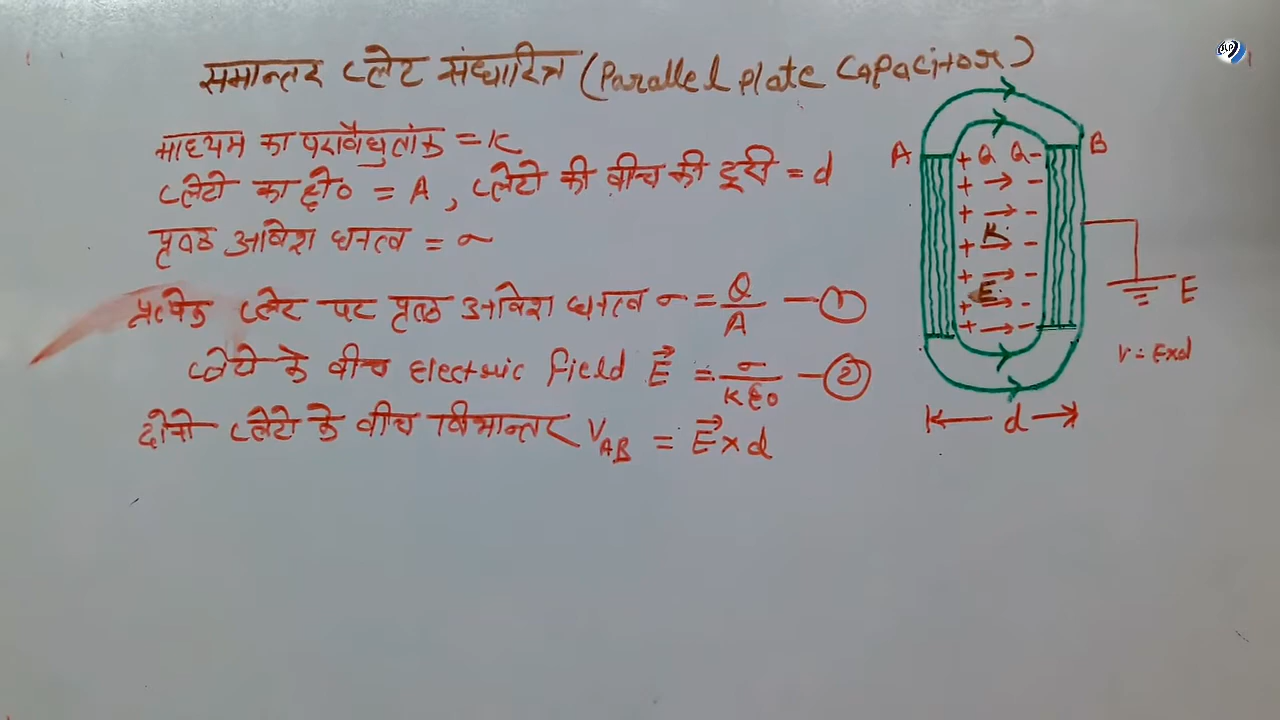 समान्तर प्लेट संधारित्र (Parallel Plate Capacitor)
माध्यम का परावैधुतांक = K
प्लेटो का क्षे० = A , प्लेटो की बीच की दूरी = d
पृष्ठ आवेश घनत्व = σ
प्रत्येक प्लेट पर पृष्ठ आवेश घनत्व σ = Q/A — ①
प्लेटो के बीच electric field E⃗ = σ/Kε0 — ②
दोनो प्लेटो के बीच विभान्तर V_AB = E⃗ x d
A + Q Q - B
+ → -
+ → -
K
+ → -
+ → -
E
+ → -
+ → -
E
V = Exd
d